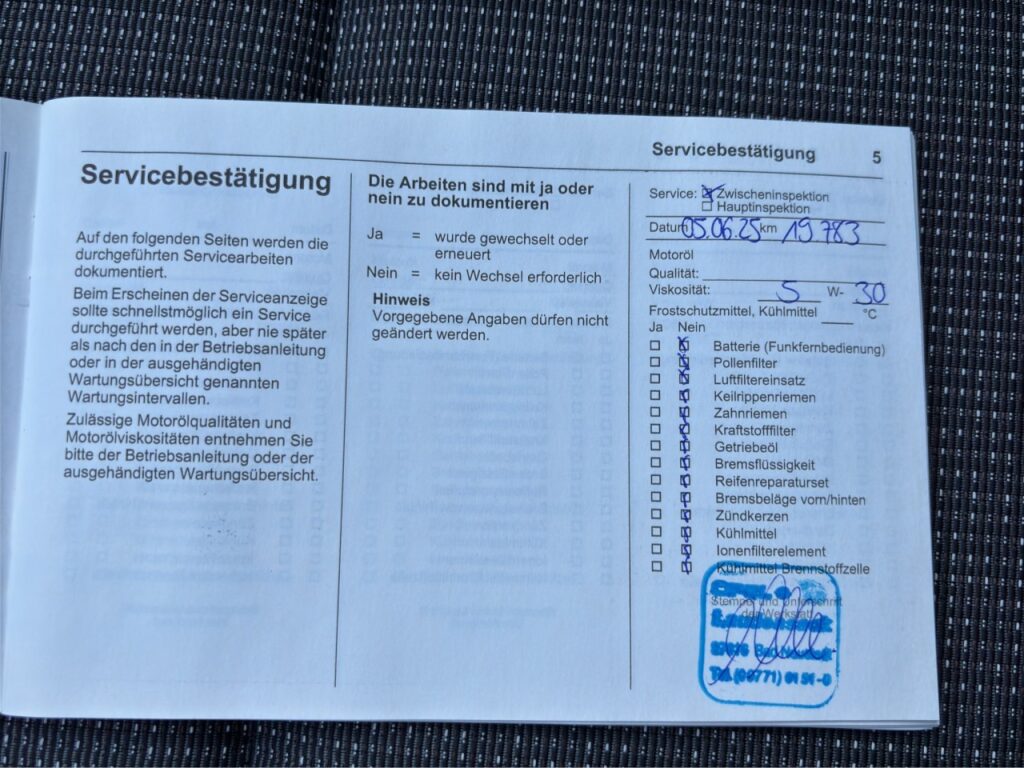 Servicebestätigung 5
Servicebestätigung
Auf den folgenden Seiten werden die
durchgeführten Servicearbeiten
dokumentiert.
Beim Erscheinen der Serviceanzeige
sollte schnellstmöglich ein Service
durchgeführt werden, aber nie später
als nach den in der Betriebsanleitung
oder in der ausgehändigten
Wartungsübersicht genannten
Wartungsintervallen.
Zulässige Motorölqualitäten und
Motorölviskositäten entnehmen Sie
bitte der Betriebsanleitung oder der
ausgehändigten Wartungsübersicht.
Die Arbeiten sind mit ja oder
nein zu dokumentieren
Ja = wurde gewechselt oder
erneuert
Nein = kein Wechsel erforderlich
Hinweis
Vorgegebene Angaben dürfen nicht
geändert werden.
Service: Zwischeninspektion
Hauptinspektion
Datum 05.06.25 km 19.783
Motoröl
Qualität:
Viskosität: 5 W- 30
Frostschutzmittel, Kühlmittel °C
Ja Nein
Batterie (Funkfernbedienung)
Pollenfilter
Luftfiltereinsatz
Keilrippenriemen
Zahnriemen
Kraftstofffilter
Getriebeöl
Bremsflüssigkeit
Reifenreparaturset
Bremsbeläge vorn/hinten
Zündkerzen
Kühlmittel
Ionenfilterelement
Kühlmittel Brennstoffzelle
Stempel und Unterschrift
der Werkstatt
Tel. (09771) 61 51-0